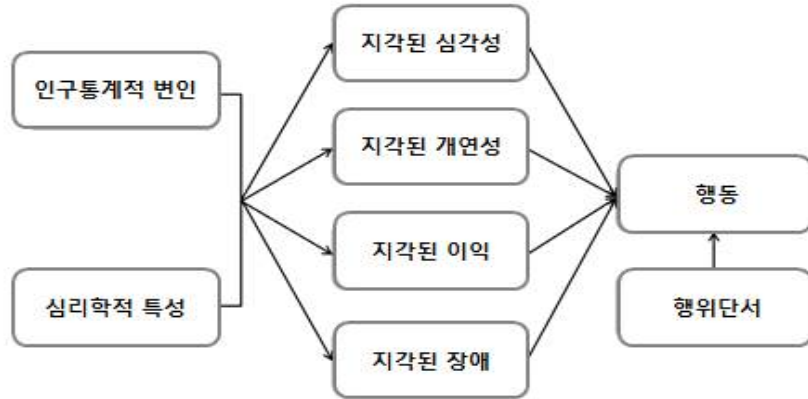 인구통계적 변인
심리학적 특성
지각된 심각성
지각된 개연성
지각된 이익
지각된 장애
행동
행위단서